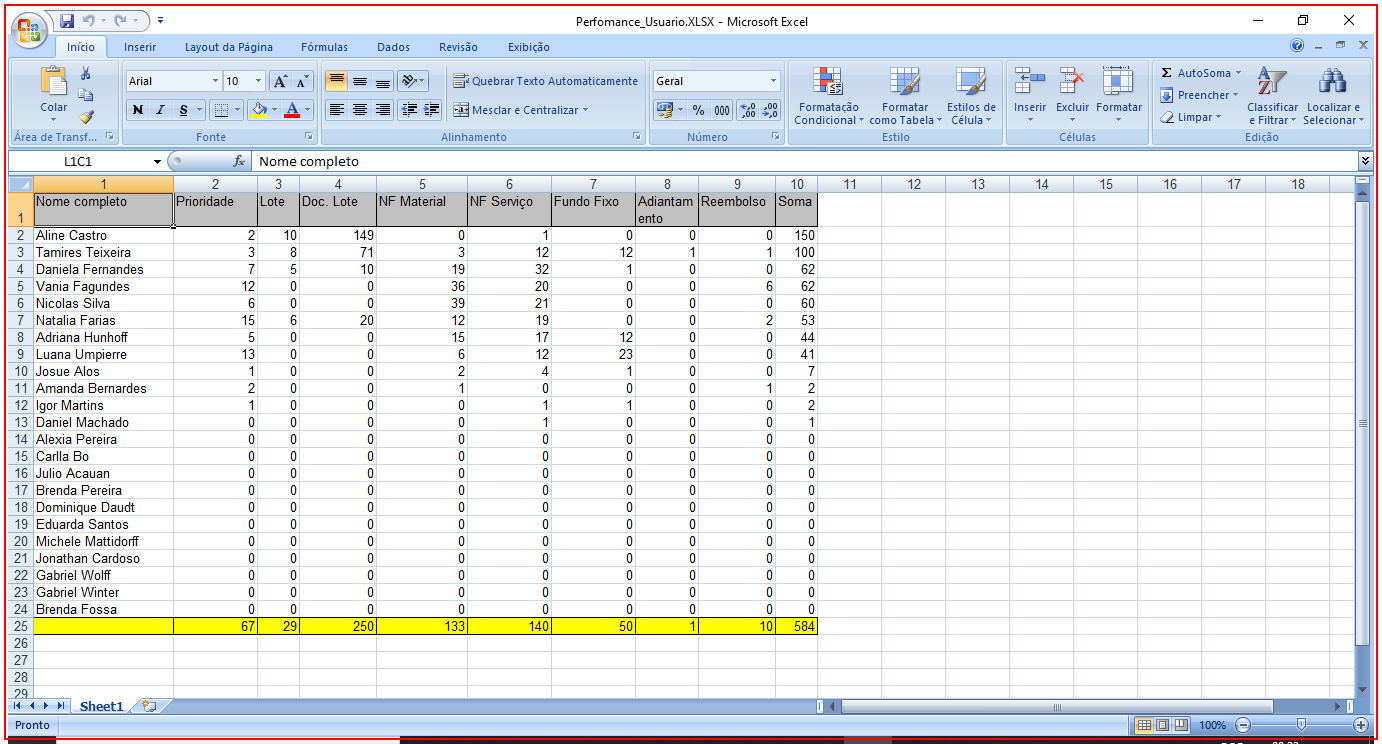 Perfomance_Usuario.XLSX - Microsoft Excel
Início Inserir Layout da Página Fórmulas Dados Revisão Exibição
Colar
Área de Transf...
Arial 10
N I S
Fonte
Quebrar Texto Automaticamente
Mesclar e Centralizar
Alinhamento
Geral
% 000
Número
Formatação Condicional
Formatar como Tabela
Estilos de Célula
Estilo
Inserir Excluir Formatar
Células
Σ AutoSoma
Preencher
Limpar
Classificar e Filtrar
Localizar e Selecionar
Edição
L1C1 fx Nome completo
1 2 3 4 5 6 7 8 9 10 11 12 13 14 15 16 17 18
1 Nome completo Prioridade Lote Doc. Lote NF Material NF Serviço Fundo Fixo Adiantamento Reembolso Soma
2 Aline Castro 2 10 149 0 1 0 0 0 150
3 Tamires Teixeira 3 8 71 3 12 12 1 1 100
4 Daniela Fernandes 7 5 10 19 32 1 0 0 62
5 Vania Fagundes 12 0 0 36 20 0 0 6 62
6 Nicolas Silva 6 0 0 39 21 0 0 0 60
7 Natalia Farias 15 6 20 12 19 0 0 2 53
8 Adriana Hunhoff 5 0 0 15 17 12 0 0 44
9 Luana Umpierre 13 0 0 6 12 23 0 0 41
10 Josue Alos 1 0 0 2 4 1 0 0 7
11 Amanda Bernardes 2 0 0 1 0 0 0 1 2
12 Igor Martins 1 0 0 0 1 1 0 0 2
13 Daniel Machado 0 0 0 0 1 0 0 0 1
14 Alexia Pereira 0 0 0 0 0 0 0 0 0
15 Carlla Bo 0 0 0 0 0 0 0 0 0
16 Julio Acauan 0 0 0 0 0 0 0 0 0
17 Brenda Pereira 0 0 0 0 0 0 0 0 0
18 Dominique Daudt 0 0 0 0 0 0 0 0 0
19 Eduarda Santos 0 0 0 0 0 0 0 0 0
20 Michele Mattidorff 0 0 0 0 0 0 0 0 0
21 Jonathan Cardoso 0 0 0 0 0 0 0 0 0
22 Gabriel Wolff 0 0 0 0 0 0 0 0 0
23 Gabriel Winter 0 0 0 0 0 0 0 0 0
24 Brenda Fossa 0 0 0 0 0 0 0 0 0
25 67 29 250 133 140 50 1 10 584
26
27
28
29
Sheet1
Pronto 100%